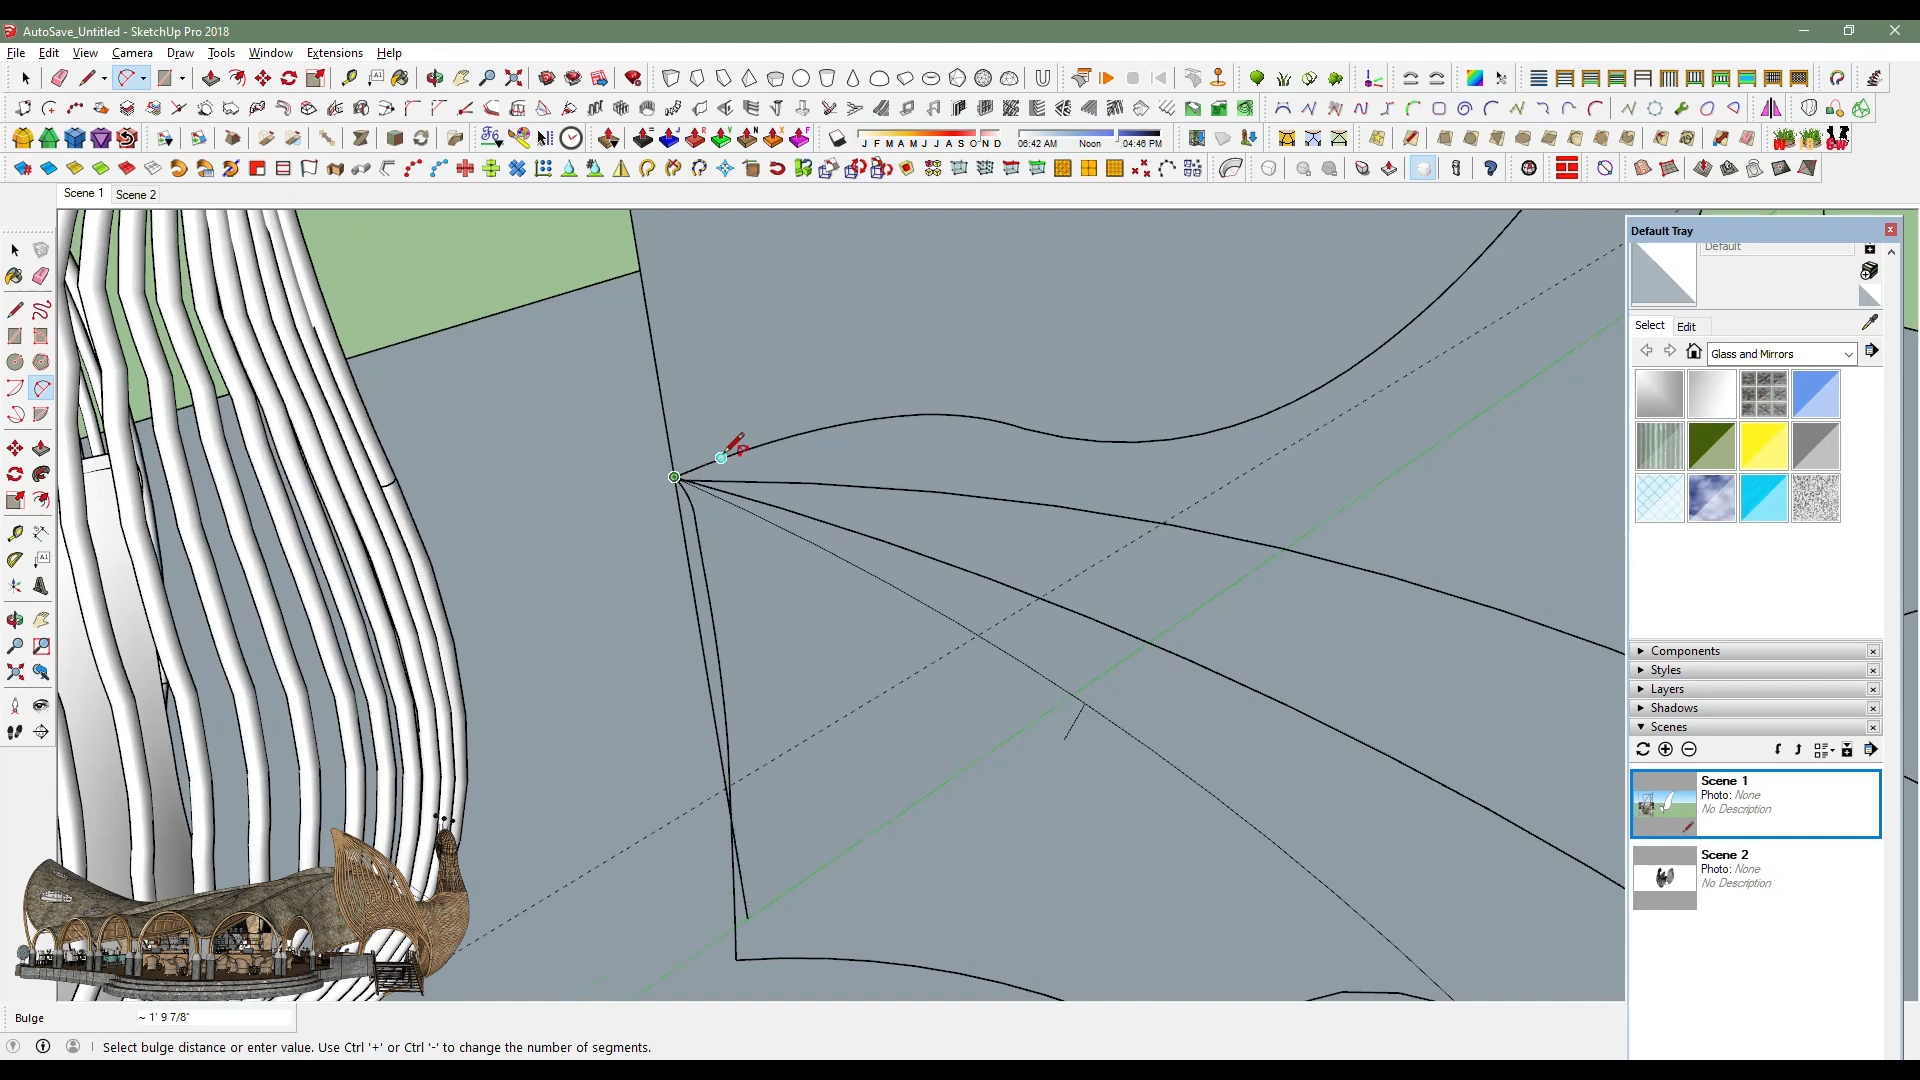 AutoSave_Untitled - SketchUp Pro 2018
File Edit View Camera Draw Tools Window Extensions Help
J F M A M J J A S O N D
06:42 AM Noon 04:46 PM
Scene 1 Scene 2
Default Tray
Default
Select Edit
Glass and Mirrors
Components
Styles
Layers
Shadows
Scenes
Scene 1
Photo: None
No Description
Scene 2
Photo: None
No Description
Bulge ~ 1' 9 7/8"
Select bulge distance or enter value. Use Ctrl '+' or Ctrl '-' to change the number of segments.